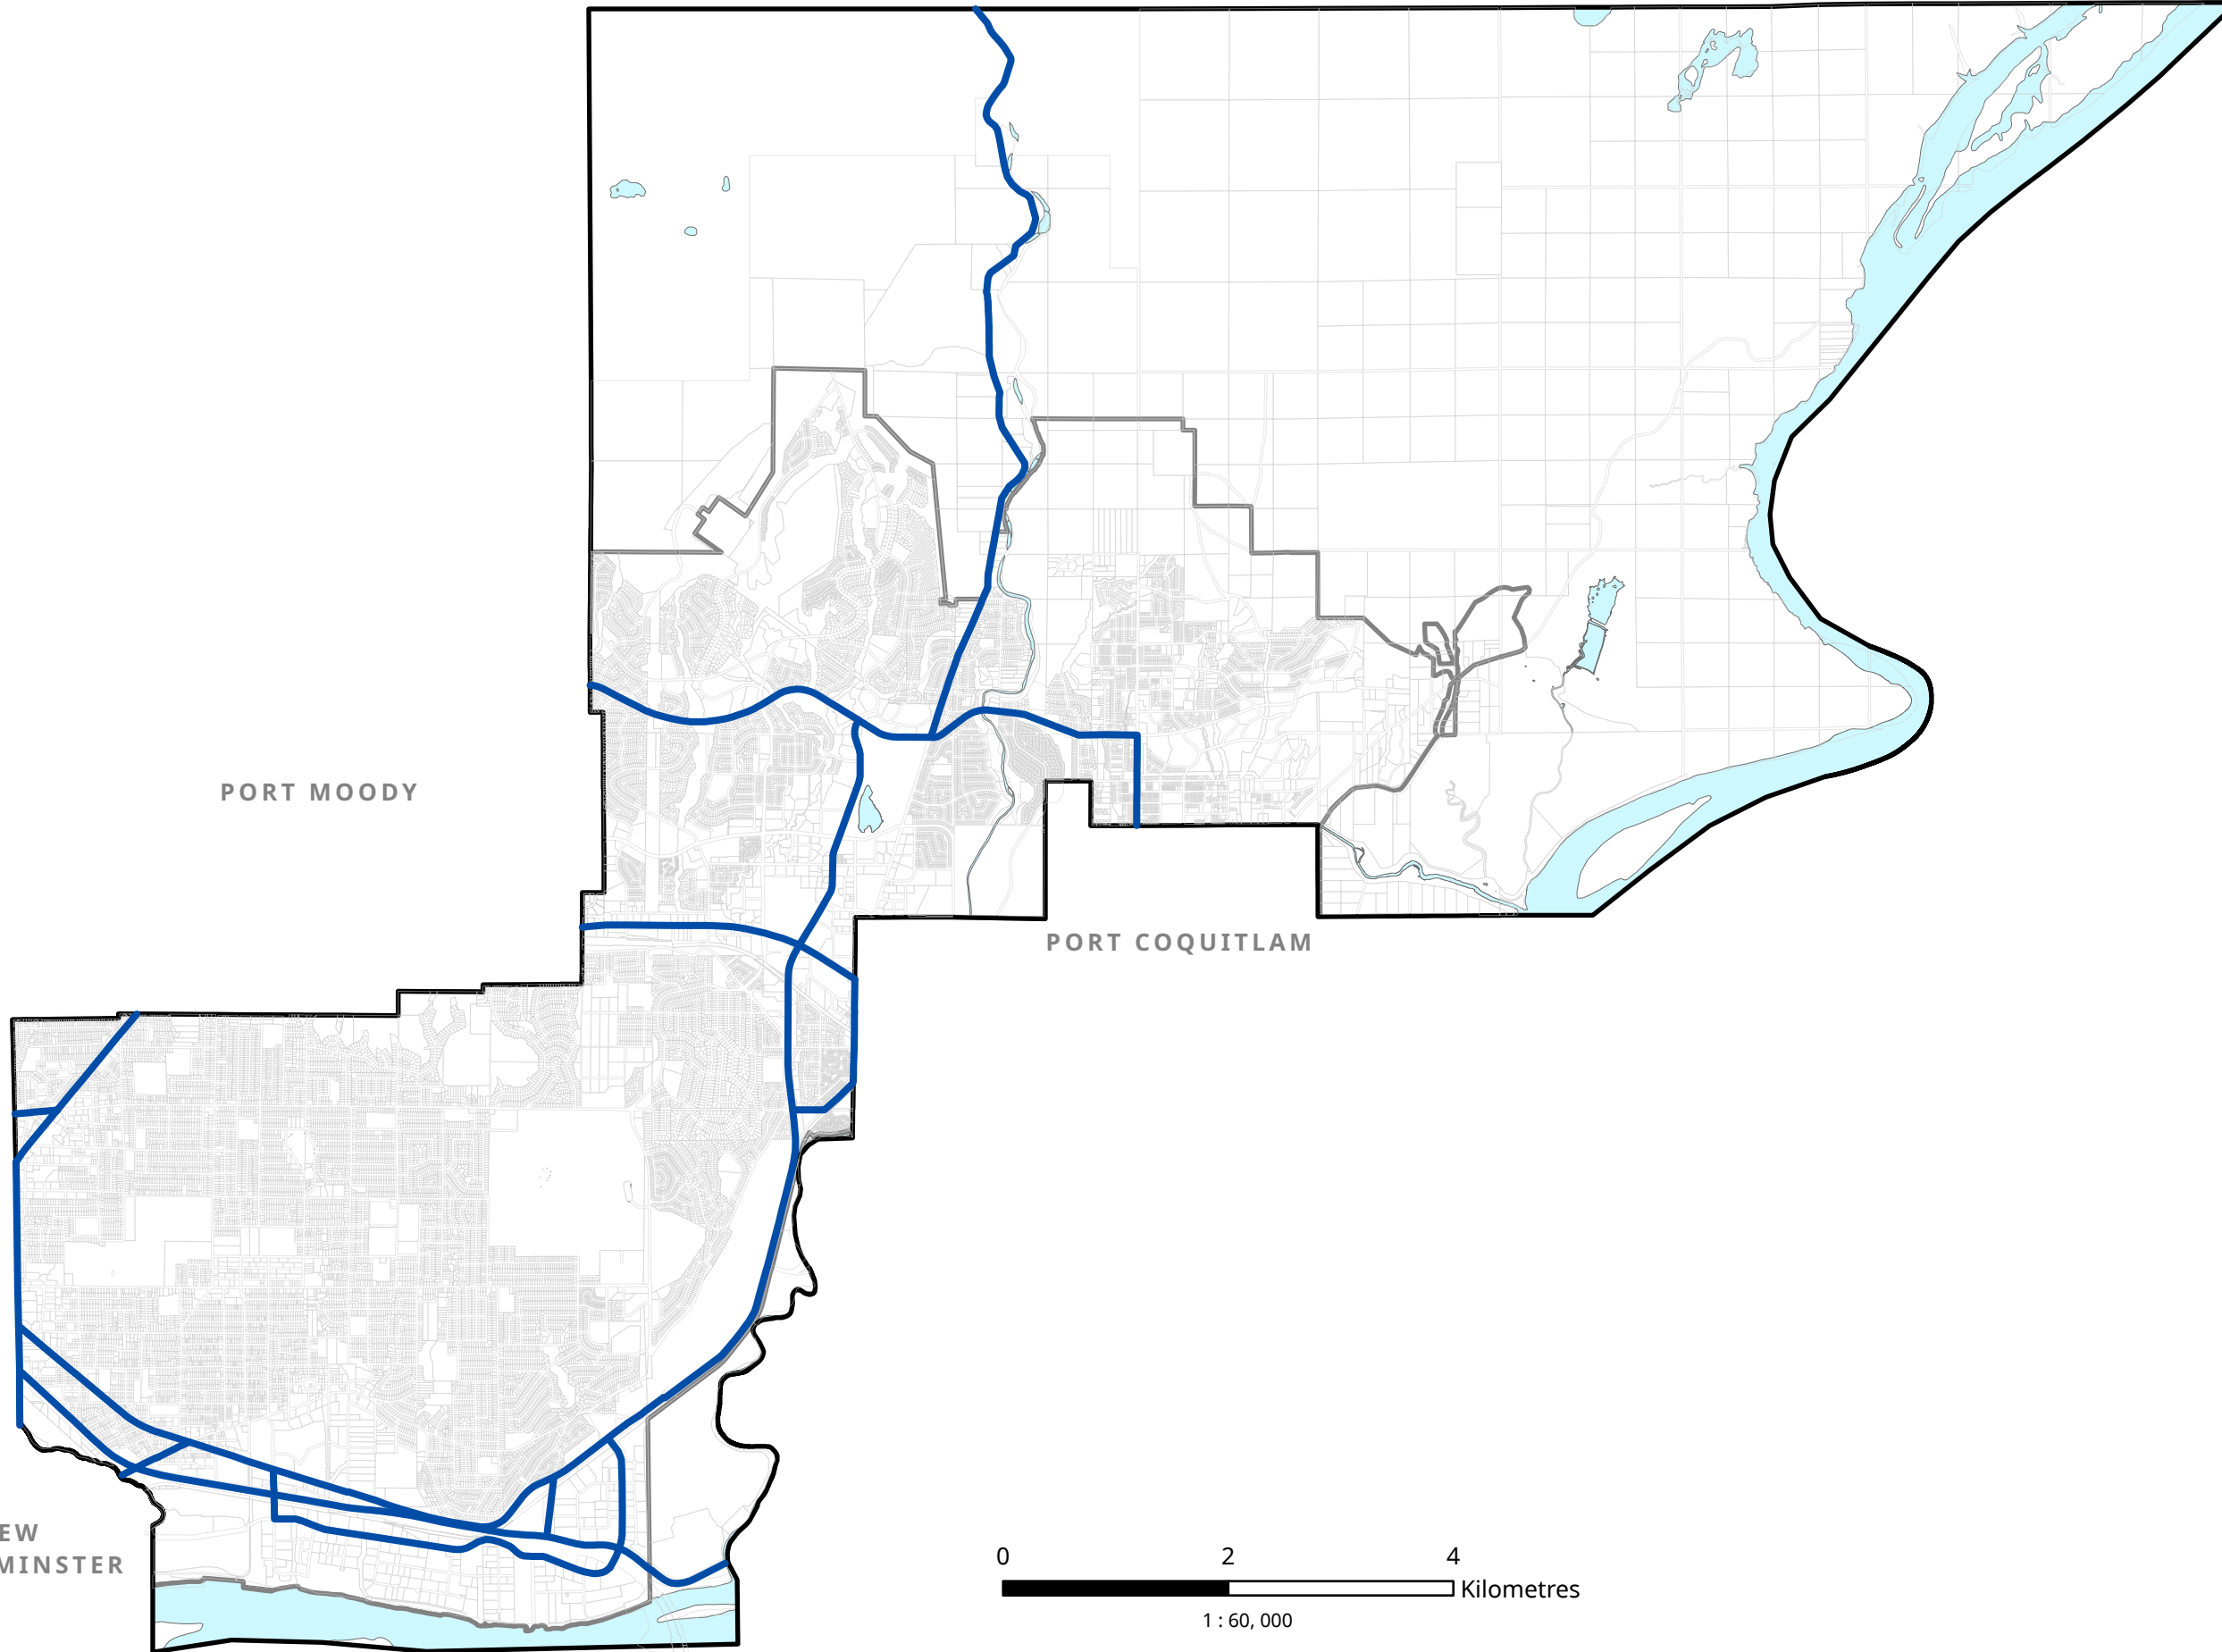 PORT MOODY
PORT COQUITLAM
EW
MINSTER
0 2 4
Kilometres
1 : 60, 000